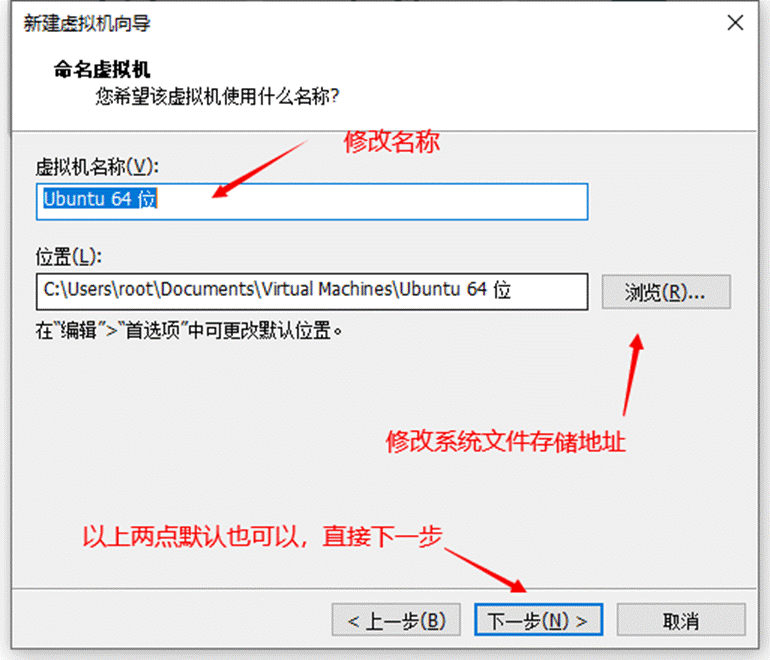 新建虚拟机向导
命名虚拟机
您希望该虚拟机使用什么名称?
修改名称
虚拟机名称(V):
Ubuntu 64 位
位置(L):
C:\Users\root\Documents\Virtual Machines\Ubuntu 64 位
浏览(R)...
在"编辑">"首选项"中可更改默认位置。
修改系统文件存储地址
以上两点默认也可以，直接下一步
< 上一步(B)
下一步(N) >
取消